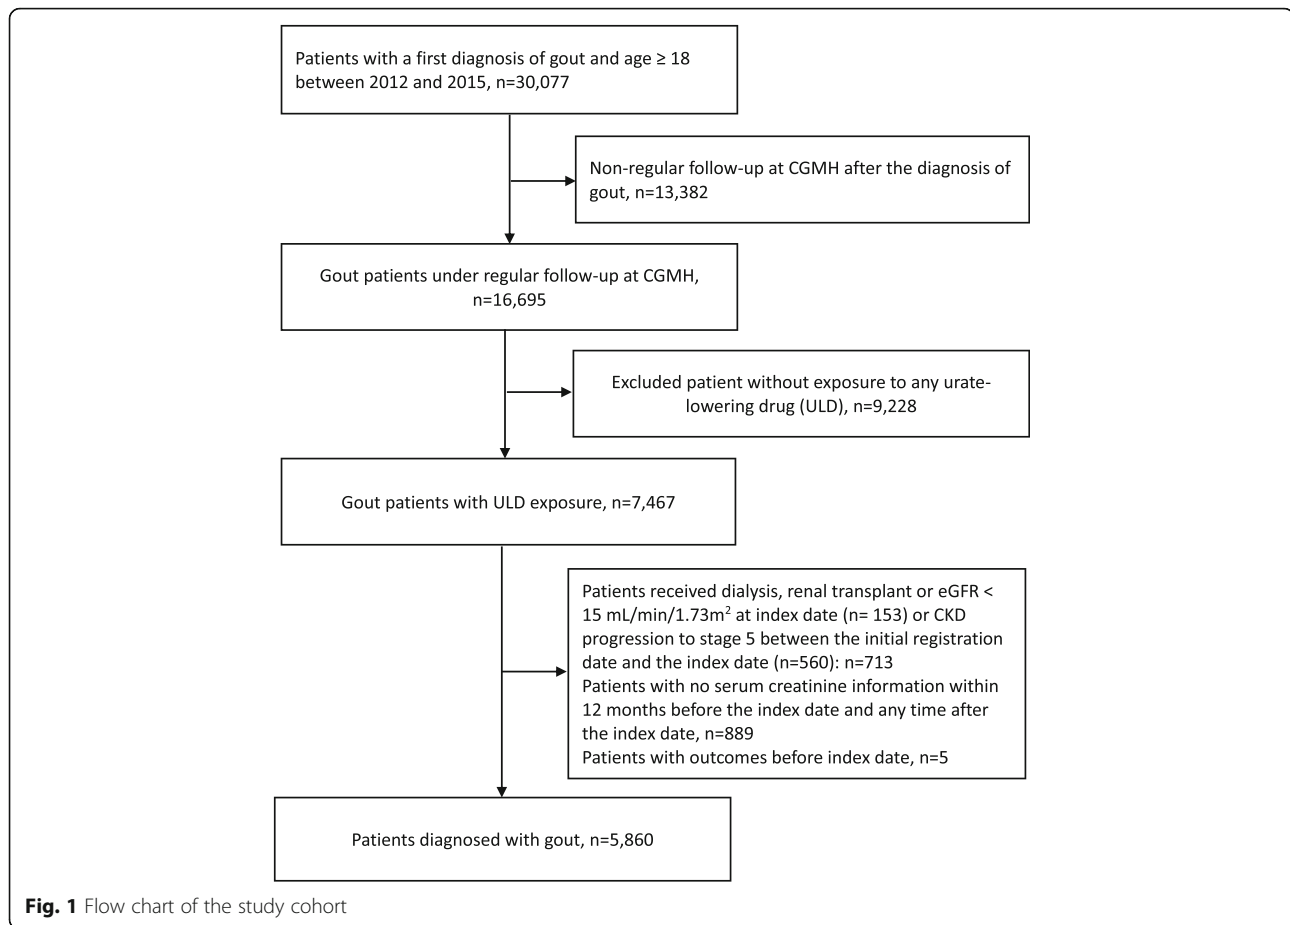 Patients with a first diagnosis of gout and age ≥ 18
between 2012 and 2015, n=30,077
Non-regular follow-up at CGMH after the diagnosis of
gout, n=13,382
Gout patients under regular follow-up at CGMH,
n=16,695
Excluded patient without exposure to any urate-
lowering drug (ULD), n=9,228
Gout patients with ULD exposure, n=7,467
Patients received dialysis, renal transplant or eGFR <
15 mL/min/1.73m² at index date (n= 153) or CKD
progression to stage 5 between the initial registration
date and the index date (n=560): n=713
Patients with no serum creatinine information within
12 months before the index date and any time after
the index date, n=889
Patients with outcomes before index date, n=5
Patients diagnosed with gout, n=5,860
Fig. 1 Flow chart of the study cohort